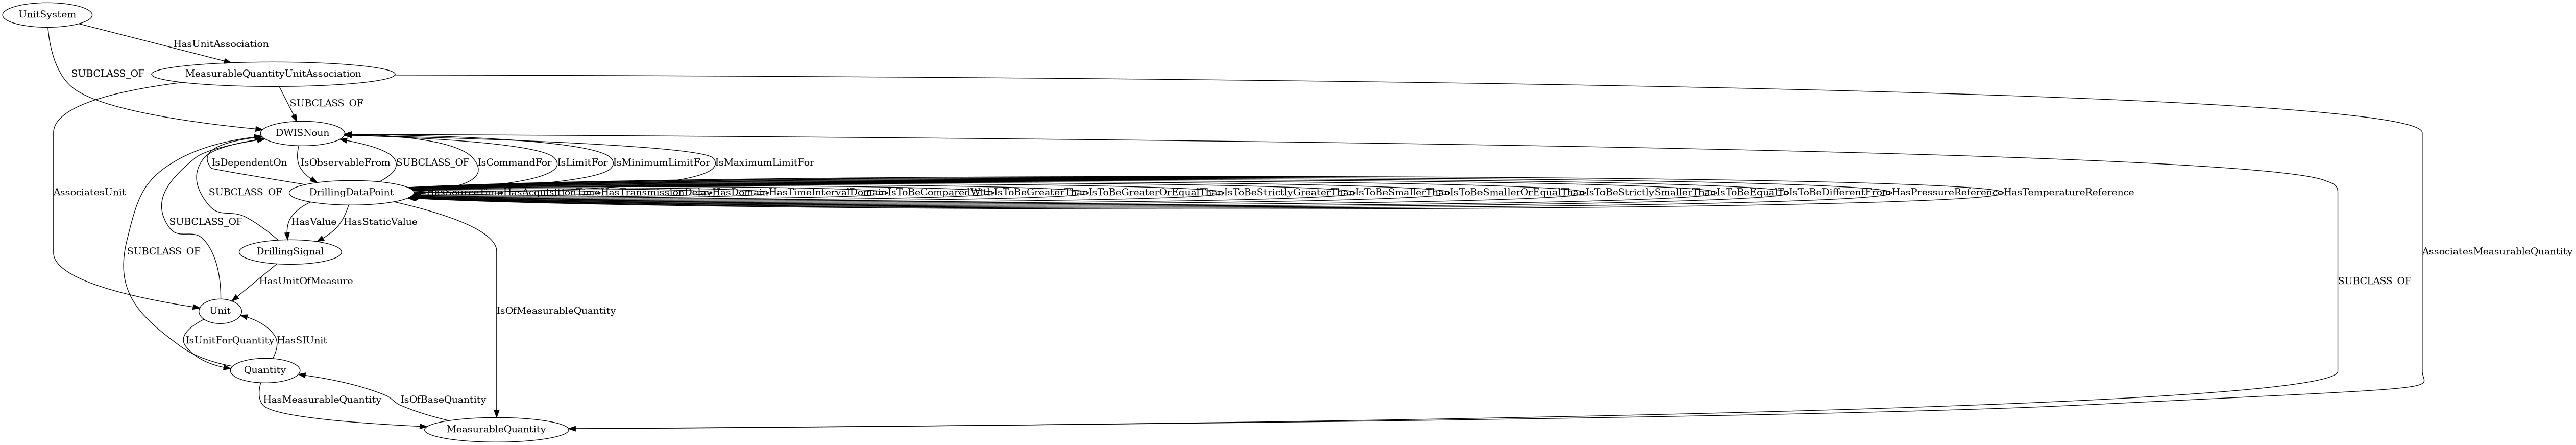 UnitSystem
HasUnitAssociation
SUBCLASS_OF
MeasurableQuantityUnitAssociation
SUBCLASS_OF
DWISNoun
IsDependentOn
IsObservableFrom
SUBCLASS_OF
IsCommandFor
IsLimitFor
IsMinimumLimitFor
IsMaximumLimitFor
AssociatesUnit
SUBCLASS_OF
DrillingDataPoint
HasSourceTime
HasAcquisitionTime
HasTransmissionDelay
HasDomain
HasTimeIntervalDomain
IsToBeComparedWith
IsToBeGreaterThan
IsToBeGreaterOrEqualThan
IsToBeStrictlyGreaterThan
IsToBeSmallerThan
IsToBeSmallerOrEqualThan
IsToBeStrictlySmallerThan
IsToBeEqualTo
IsToBeDifferentFrom
HasPressureReference
HasTemperatureReference
SUBCLASS_OF
HasValue
HasStaticValue
SUBCLASS_OF
DrillingSignal
AssociatesMeasurableQuantity
HasUnitOfMeasure
SUBCLASS_OF
Unit
IsOfMeasurableQuantity
IsUnitForQuantity
HasSIUnit
Quantity
HasMeasurableQuantity
IsOfBaseQuantity
MeasurableQuantity